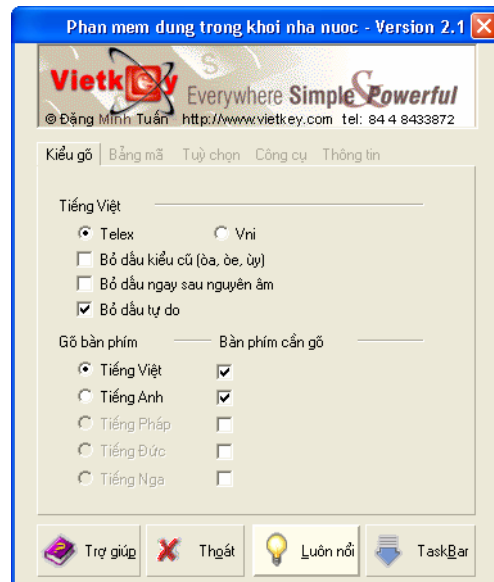 Phan mem dung trong khoi nha nuoc - Version 2.1
Vietkey Everywhere Simple & Powerful
© Đặng Minh Tuấn http://www.vietkey.com tel: 84 4 8433872
Kiểu gõ Bảng mã Tuỳ chọn Công cụ Thông tin
Tiếng Việt
Telex Vni
Bỏ dấu kiểu cũ (òa, òe, ùy)
Bỏ dấu ngay sau nguyên âm
Bỏ dấu tự do
Gõ bàn phím Bàn phím cần gõ
Tiếng Việt
Tiếng Anh
Tiếng Pháp
Tiếng Đức
Tiếng Nga
Trợ giúp Thoát Luôn nổi TaskBar